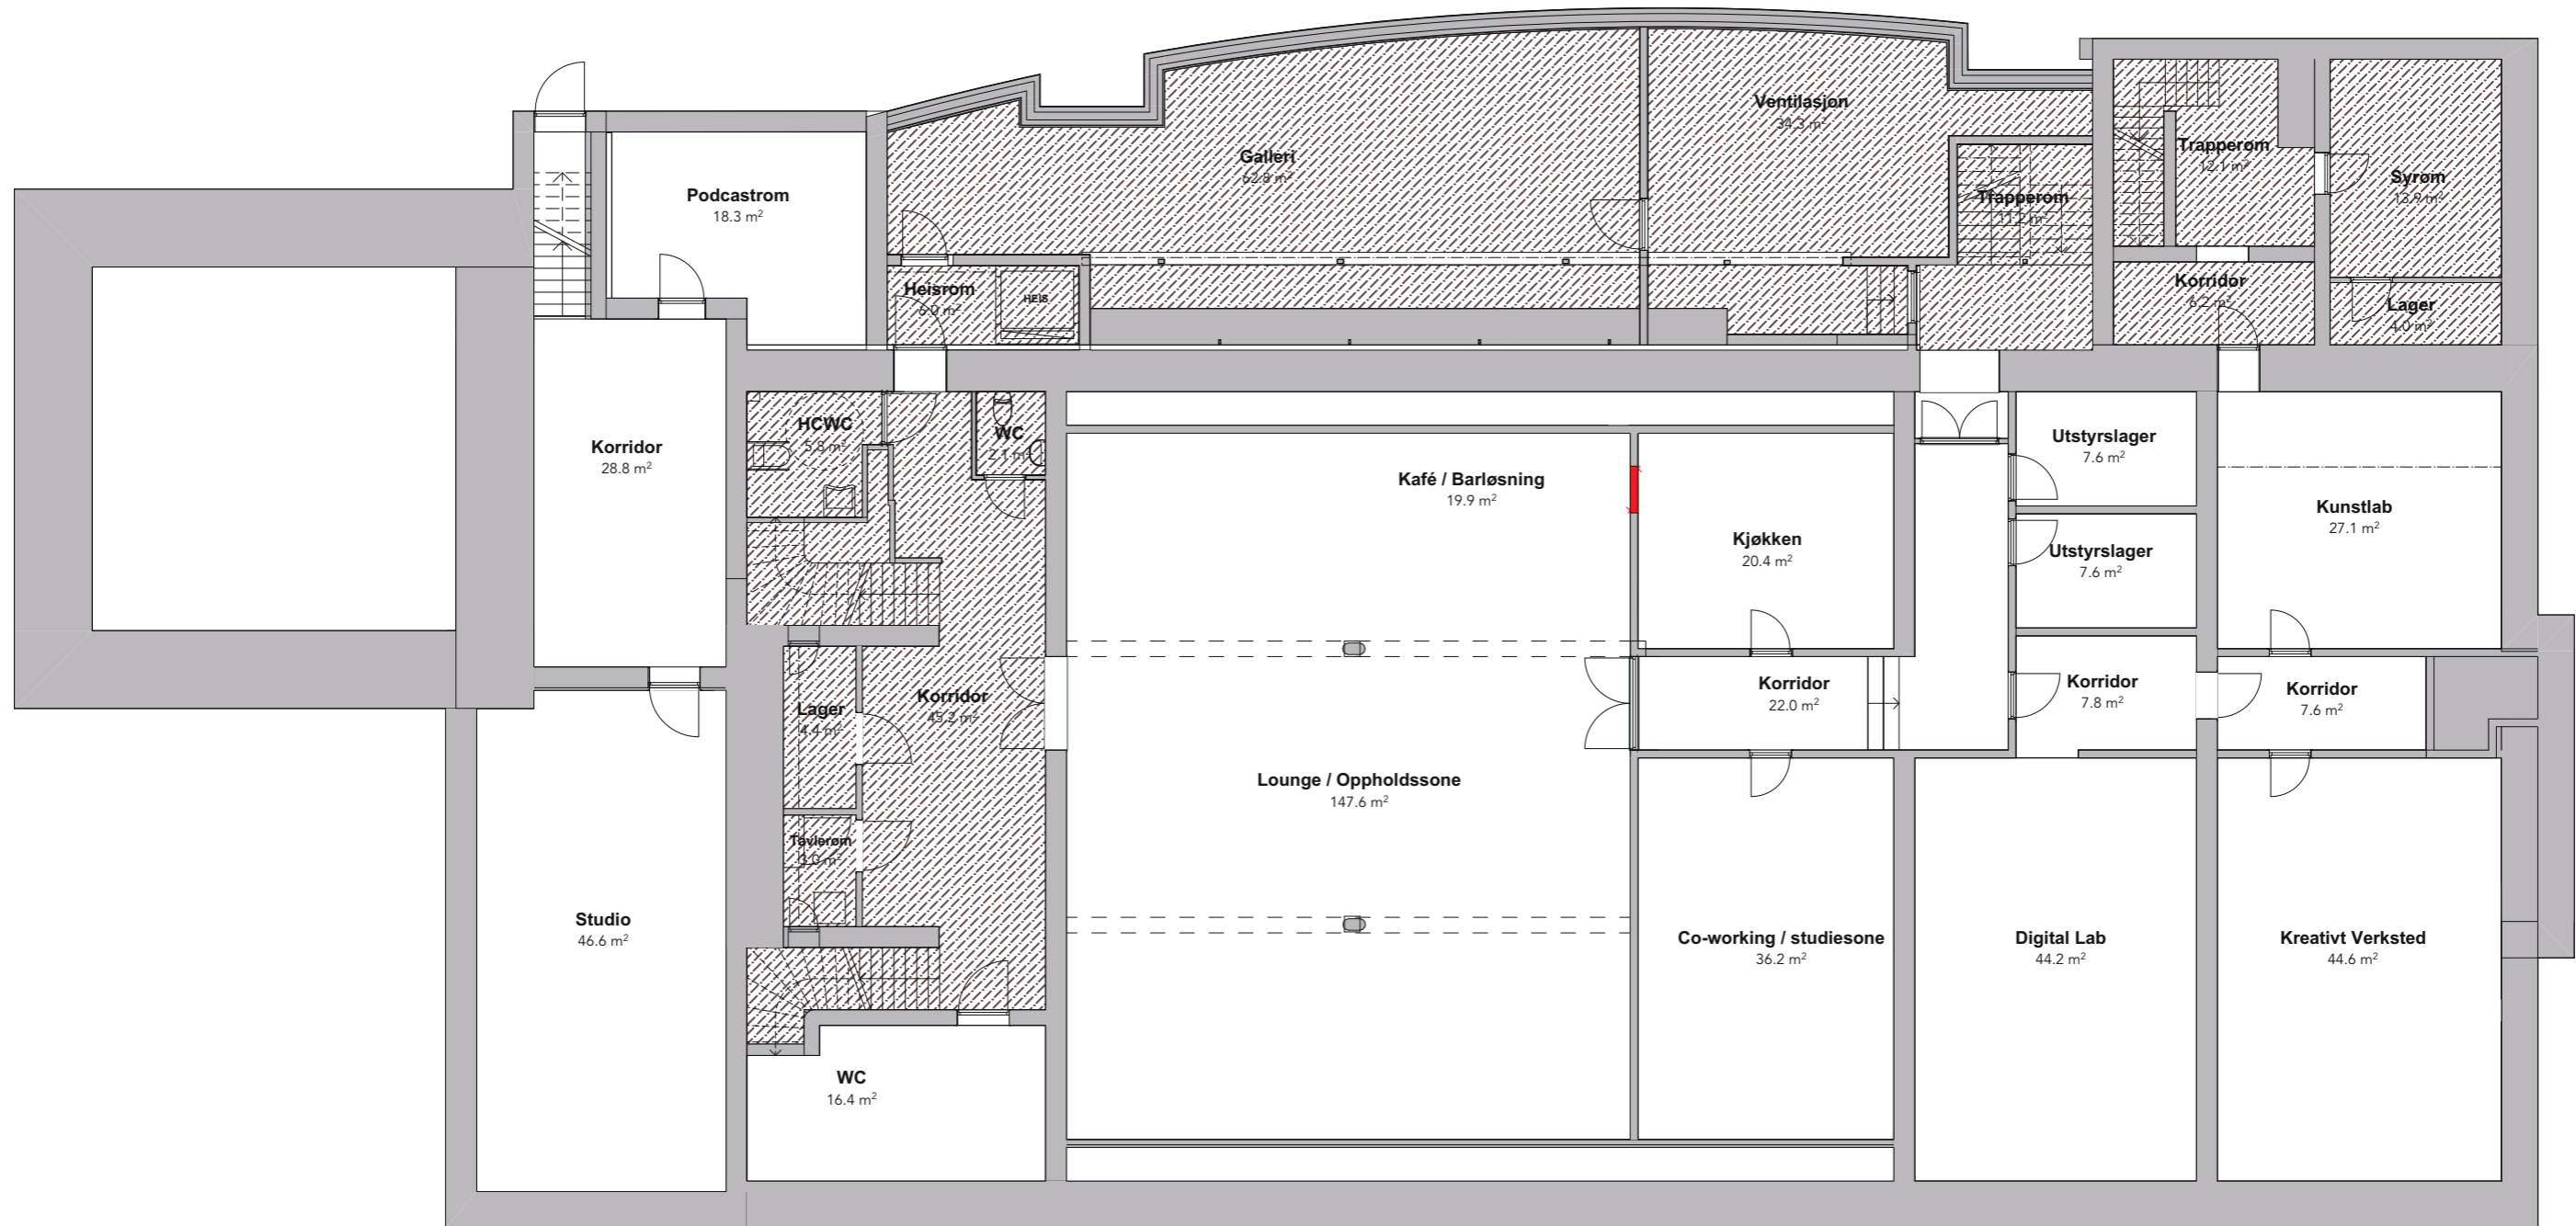 Ventilasjon
34.3 m²
Galleri
62.8 m²
Trapperom
12.1 m²
Syrom
13.9 m²
Podcastrom
18.3 m²
Trapperom
11.2 m²
Heisrom
6.0 m²
HEIS
Korridor
6.2 m²
Lager
4.0 m²
HCWC
5.8 m²
WC
2.1 m²
Korridor
28.8 m²
Kafé / Barløsning
19.9 m²
Kjøkken
20.4 m²
Utstyrslager
7.6 m²
Utstyrslager
7.6 m²
Kunstlab
27.1 m²
Lager
4.4 m²
Korridor
45.2 m²
Korridor
22.0 m²
Korridor
7.8 m²
Korridor
7.6 m²
Lounge / Oppholdssone
147.6 m²
Tavlerom
3.0 m²
Studio
46.6 m²
Co-working / studiesone
36.2 m²
Digital Lab
44.2 m²
Kreativt Verksted
44.6 m²
WC
16.4 m²